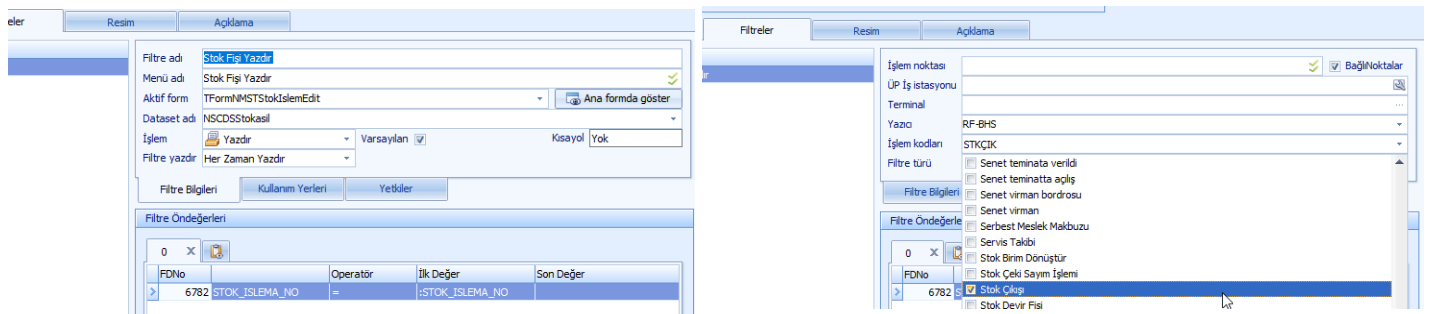 eler Resim Açıklama
Filtre adı Stok Fişi Yazdır
Menü adı Stok Fişi Yazdır
Aktif form TFormNMSTStokIslemEdit Ana formda göster
Dataset adı NSCDSStokasil
İşlem Yazdır Varsayılan Kısayol Yok
Filtre yazdır Her Zaman Yazdır
Filtre Bilgileri Kullanım Yerleri Yetkiler
Filtre Öndeğerleri
0 X
FDNo Operatör İlk Değer Son Değer
6782 STOK_ISLEMA_NO = :STOK_ISLEMA_NO
Filtreler Resim Açıklama
İşlem noktası BağlıNoktalar
ÜP İş istasyonu
Terminal ...
Yazıcı RF-BHS
İşlem kodları STKÇIK
Filtre türü Senet teminata verildi
Senet teminatta açılış
Senet virman bordrosu
Filtre Bilgileri
Senet virman
Serbest Meslek Makbuzu
Filtre Öndeğerle
Servis Takibi
Stok Birim Dönüştür
0 X
Stok Çeki Sayım İşlemi
FDNo
6782 S Stok Çıkışı
Stok Devir Fişi